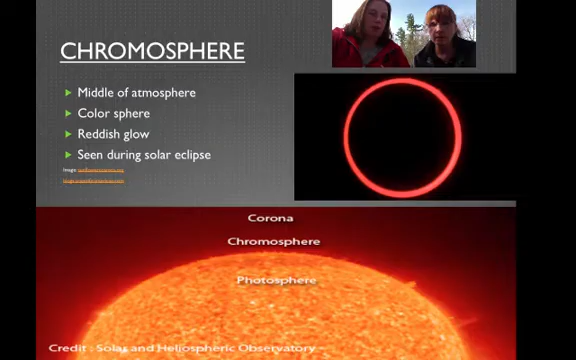 CHROMOSPHERE
Middle of atmosphere
Color sphere
Reddish glow
Seen during solar eclipse
Image:
Corona
Chromosphere
Photosphere
Credit : Solar and Heliospheric Observatory